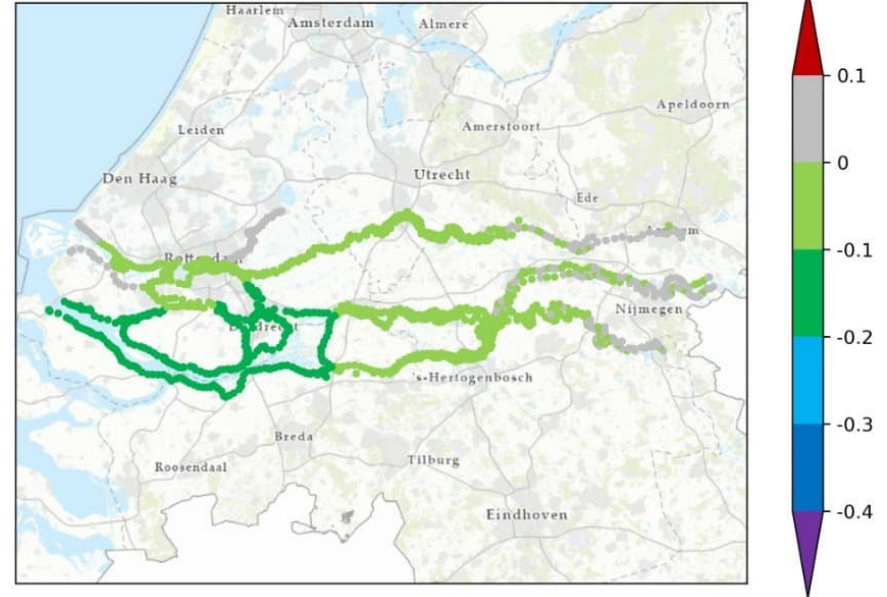 Haarlem
Amsterdam
Almere
Apeldoorn
Leiden
Amersfoort
Den Haag
Utrecht
Ede
Nijmegen
's-Hertogenbosch
Breda
Tilburg
Roosendaal
Eindhoven
0.1
0
-0.1
-0.2
-0.3
-0.4